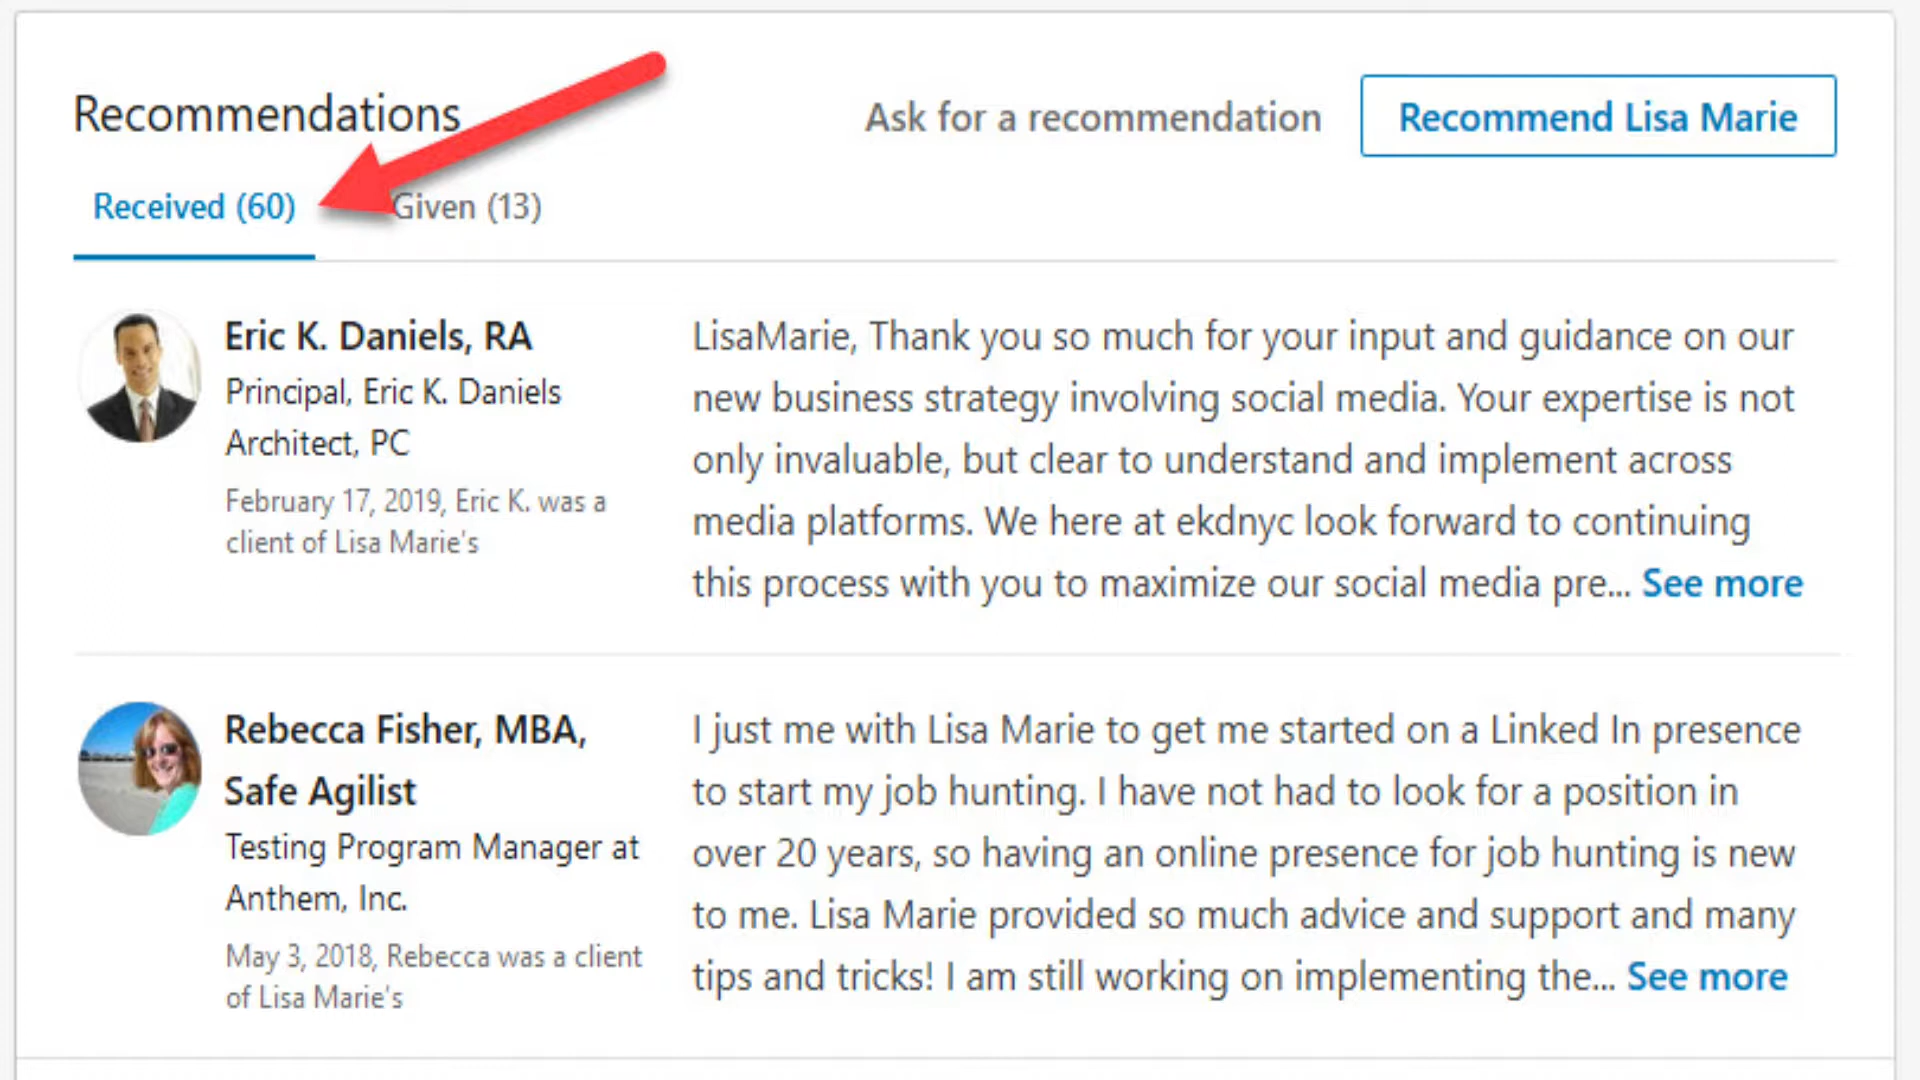 Recommendations
Ask for a recommendation
Recommend Lisa Marie
Received (60)
Given (13)
Eric K. Daniels, RA
Principal, Eric K. Daniels
Architect, PC
February 17, 2019, Eric K. was a
client of Lisa Marie's
LisaMarie, Thank you so much for your input and guidance on our
new business strategy involving social media. Your expertise is not
only invaluable, but clear to understand and implement across
media platforms. We here at ekdnyc look forward to continuing
this process with you to maximize our social media pre... See more
Rebecca Fisher, MBA,
Safe Agilist
Testing Program Manager at
Anthem, Inc.
May 3, 2018, Rebecca was a client
of Lisa Marie's
I just me with Lisa Marie to get me started on a Linked In presence
to start my job hunting. I have not had to look for a position in
over 20 years, so having an online presence for job hunting is new
to me. Lisa Marie provided so much advice and support and many
tips and tricks! I am still working on implementing the... See more